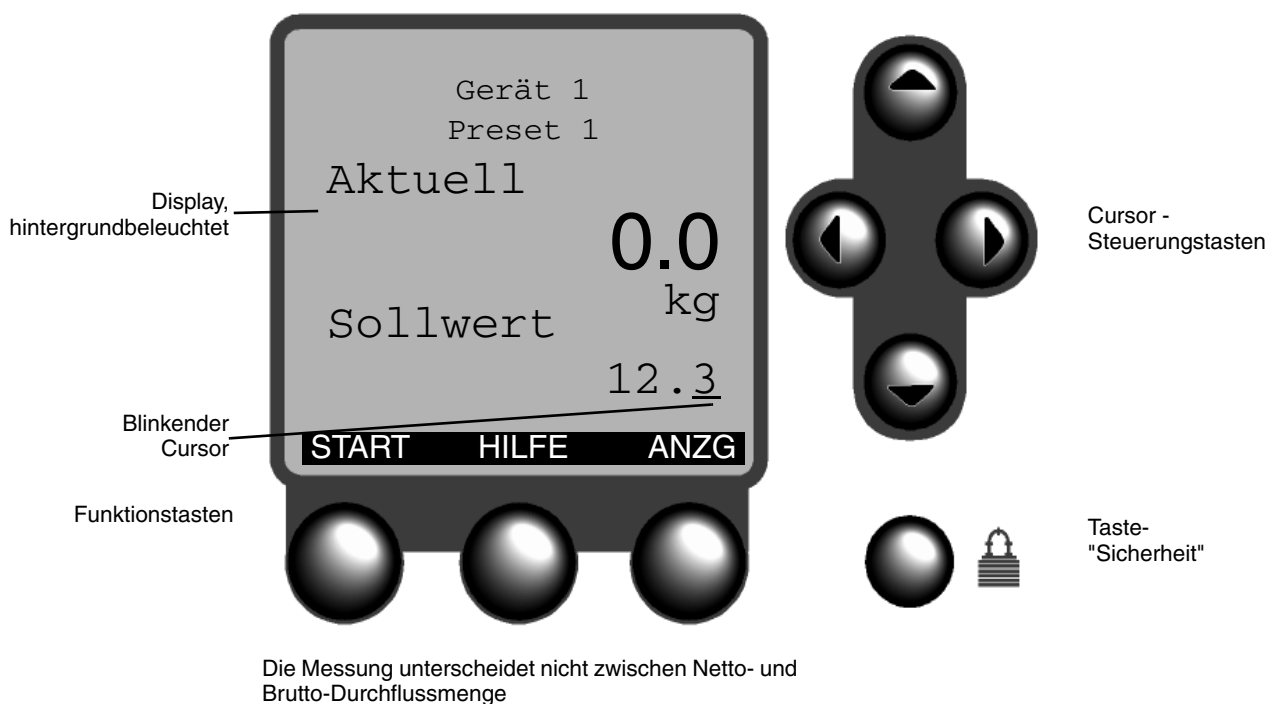 Gerät 1
Preset 1
Aktuell
0.0
kg
Sollwert
12.3
START HILFE ANZG
Display,
hintergrundbeleuchtet
Blinkender
Cursor
Funktionstasten
Cursor -
Steuerungstasten
Taste-
"Sicherheit"
Die Messung unterscheidet nicht zwischen Netto- und
Brutto-Durchflussmenge